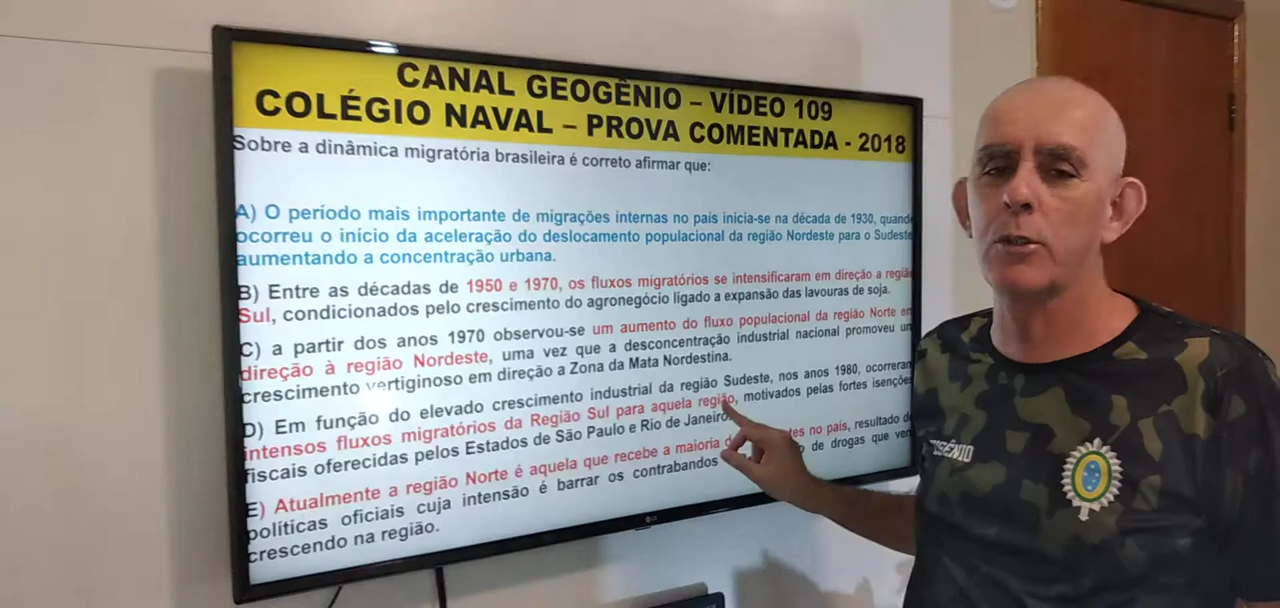 CANAL GEOGÊNIO – VÍDEO 109
COLÉGIO NAVAL – PROVA COMENTADA - 2018
Sobre a dinâmica migratória brasileira é correto afirmar que:
A) O período mais importante de migrações internas no país inicia-se na década de 1930,
ocorreu o início da aceleração do deslocamento populacional da região Nordeste para o Sudeste
aumentando a concentração urbana.
B) Entre as décadas de 1950 e 1970, os fluxos migratórios se intensificaram em direção a
Sul, condicionados pelo crescimento do agronegócio ligado a expansão das lavouras de soja.
C) a partir dos anos 1970 observou-se um aumento do fluxo populacional da região Norte
direção à região Nordeste, uma vez que a desconcentração industrial nacional promoveu
crescimento vertiginoso em direção a Zona da Mata Nordestina.
D) Em função do elevado crescimento industrial da região Sudeste, nos anos 1980,
intensos fluxos migratórios da Região Sul para aquela região, motivados pelas fortes isenções
fiscais oferecidas pelos Estados de São Paulo e Rio de Janeiro.
E) Atualmente a região Norte é aquela que recebe a maioria no país, resultado
políticas oficiais cuja intensão é barrar os contrabandos de drogas que
crescendo na região.
LG